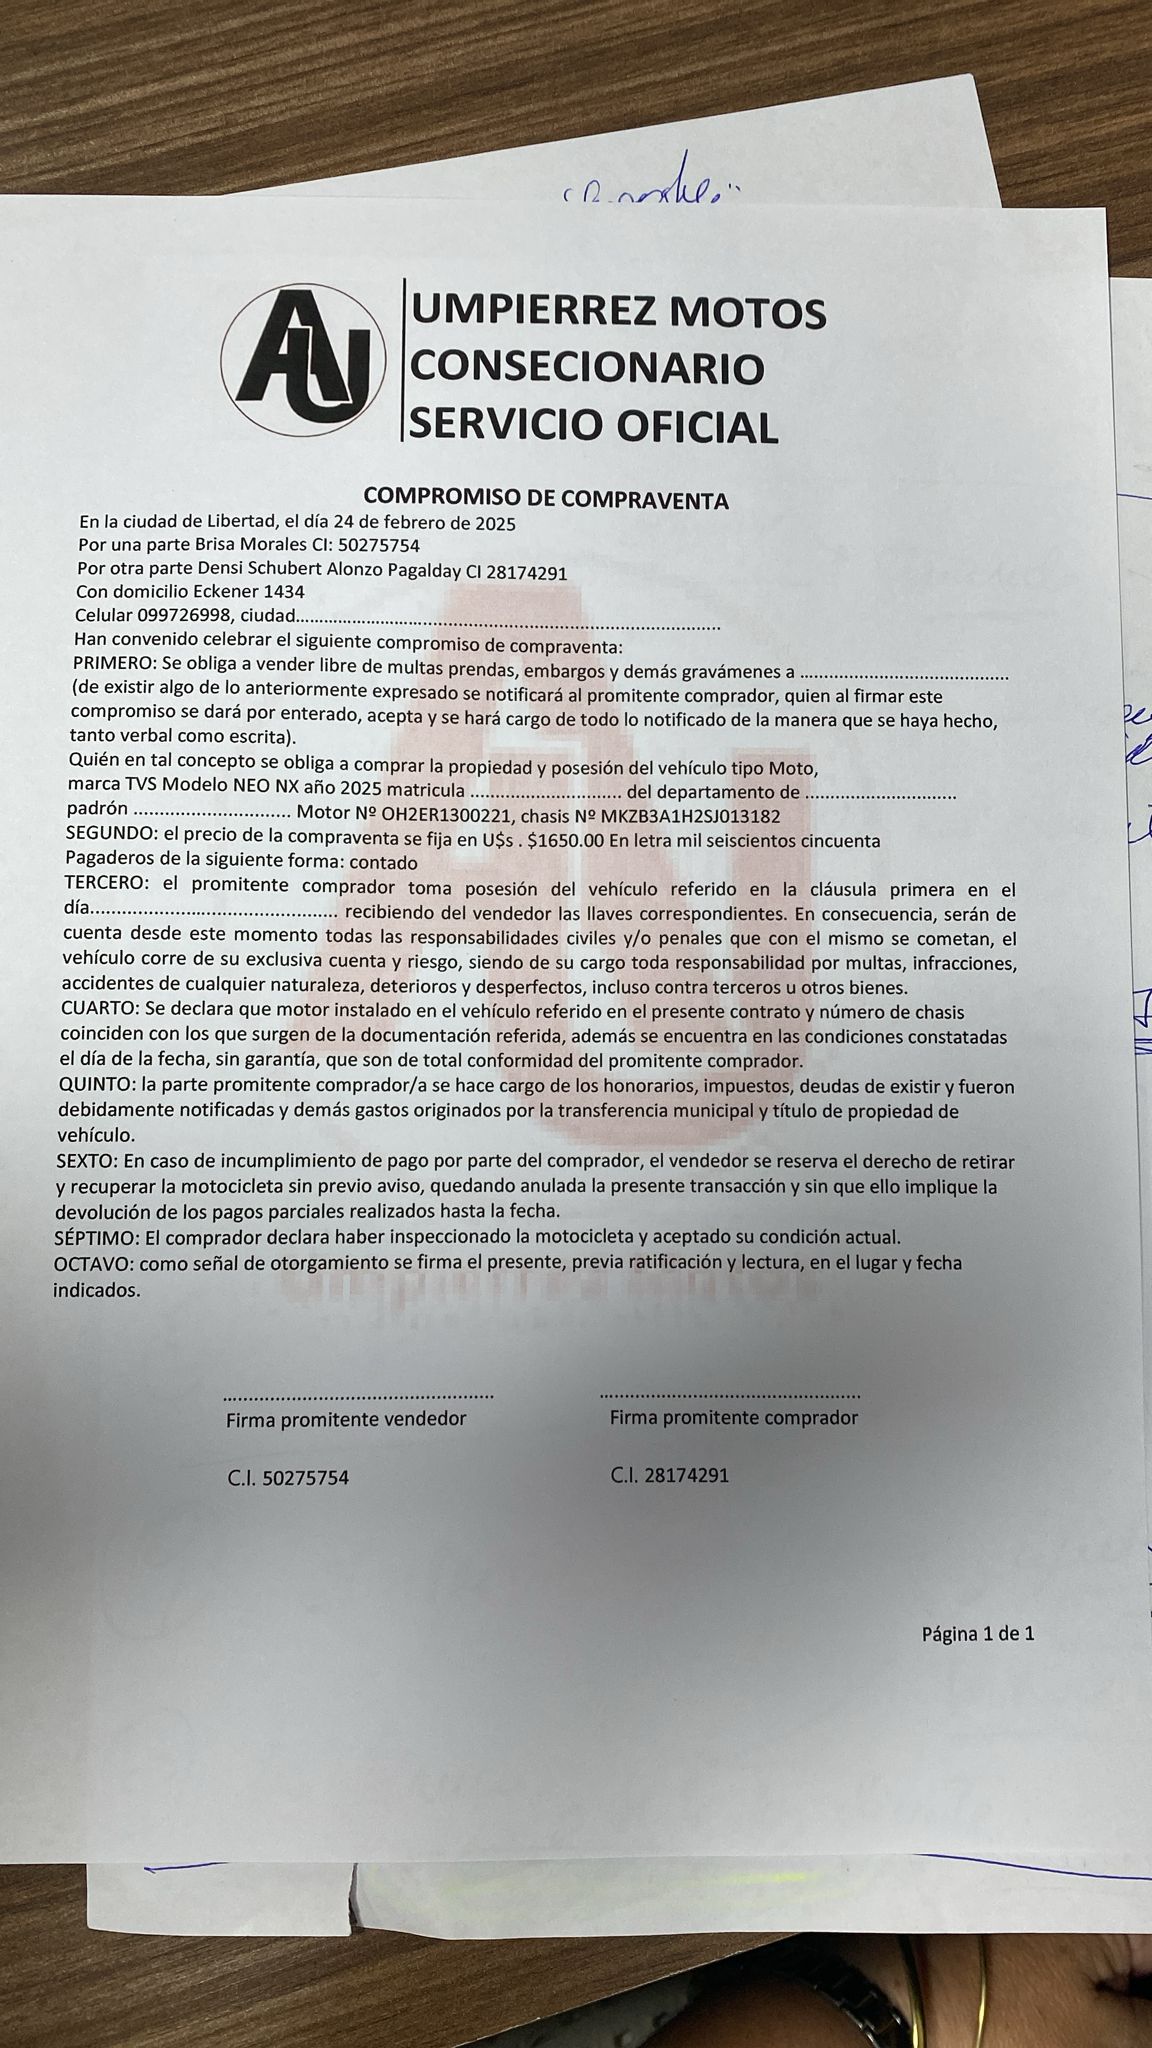 AU
UMPIERREZ MOTOS
CONSECIONARIO
SERVICIO OFICIAL
COMPROMISO DE COMPRAVENTA
En la ciudad de Libertad, el día 24 de febrero de 2025
Por una parte Brisa Morales CI: 50275754
Por otra parte Densi Schubert Alonzo Pagalday CI 28174291
Con domicilio Eckener 1434
Celular 099726998, ciudad................................................................................
Han convenido celebrar el siguiente compromiso de compraventa:
PRIMERO: Se obliga a vender libre de multas prendas, embargos y demás gravámenes a .......................................
(de existir algo de lo anteriormente expresado se notificará al promitente comprador, quien al firmar este
compromiso se dará por enterado, acepta y se hará cargo de todo lo notificado de la manera que se haya hecho,
tanto verbal como escrita).
Quién en tal concepto se obliga a comprar la propiedad y posesión del vehículo tipo Moto,
marca TVS Modelo NEO NX año 2025 matricula ............................ del departamento de ............................
padrón ................................. Motor Nº OH2ER1300221, chasis Nº MKZB3A1H2SJ013182
SEGUNDO: el precio de la compraventa se fija en U$s . $1650.00 En letra mil seiscientos cincuenta
Pagaderos de la siguiente forma: contado
TERCERO: el promitente comprador toma posesión del vehículo referido en la cláusula primera en el
día............................................ recibiendo del vendedor las llaves correspondientes. En consecuencia, serán de
cuenta desde este momento todas las responsabilidades civiles y/o penales que con el mismo se cometan, el
vehículo corre de su exclusiva cuenta y riesgo, siendo de su cargo toda responsabilidad por multas, infracciones,
accidentes de cualquier naturaleza, deterioros y desperfectos, incluso contra terceros u otros bienes.
CUARTO: Se declara que motor instalado en el vehículo referido en el presente contrato y número de chasis
coinciden con los que surgen de la documentación referida, además se encuentra en las condiciones constatadas
el día de la fecha, sin garantía, que son de total conformidad del promitente comprador.
QUINTO: la parte promitente comprador/a se hace cargo de los honorarios, impuestos, deudas de existir y fueron
debidamente notificadas y demás gastos originados por la transferencia municipal y título de propiedad de
vehículo.
SEXTO: En caso de incumplimiento de pago por parte del comprador, el vendedor se reserva el derecho de retirar
y recuperar la motocicleta sin previo aviso, quedando anulada la presente transacción y sin que ello implique la
devolución de los pagos parciales realizados hasta la fecha.
SÉPTIMO: El comprador declara haber inspeccionado la motocicleta y aceptado su condición actual.
OCTAVO: como señal de otorgamiento se firma el presente, previa ratificación y lectura, en el lugar y fecha
indicados.
.................................................... ..................................................
Firma promitente vendedor Firma promitente comprador
C.I. 50275754 C.I. 28174291
Página 1 de 1